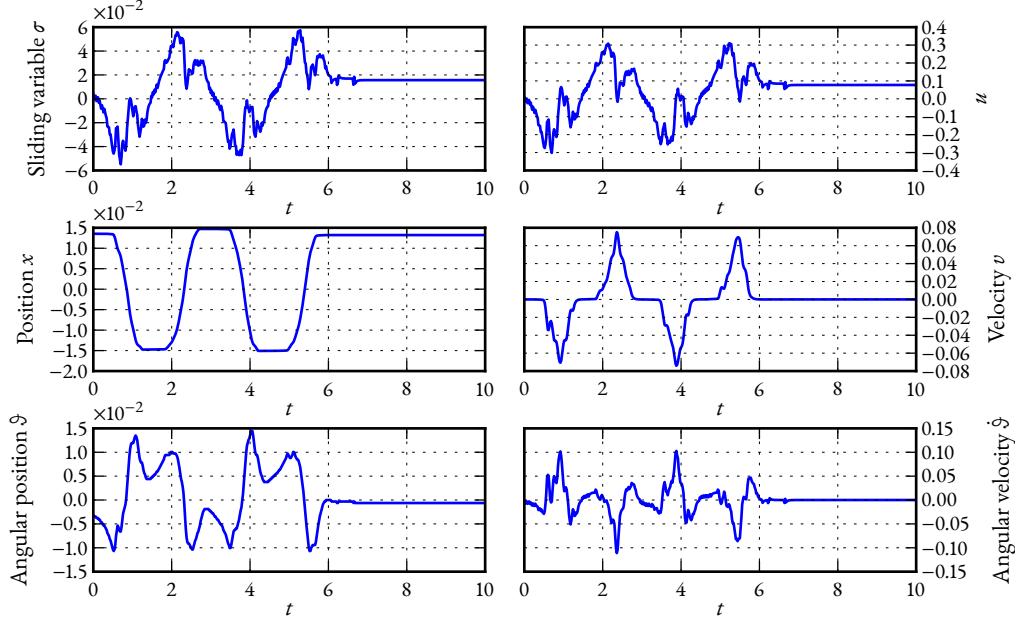 ×10−2
Sliding variable σ
6
4
2
0
−2
−4
−6
0 2 4 6 8 10
t
0.4
0.3
0.2
0.1
0.0
−0.1
−0.2
−0.3
−0.4
u
0 2 4 6 8 10
t
×10−2
Position x
1.5
1.0
0.5
0.0
−0.5
−1.0
−1.5
−2.0
0 2 4 6 8 10
t
0.08
0.06
0.04
0.02
0.00
−0.02
−0.04
−0.06
−0.08
Velocity v
0 2 4 6 8 10
t
×10−2
Angular position ϑ
1.5
1.0
0.5
0.0
−0.5
−1.0
−1.5
0 2 4 6 8 10
t
0.15
0.10
0.05
0.00
−0.05
−0.10
−0.15
Angular velocity ϑ̇
0 2 4 6 8 10
t